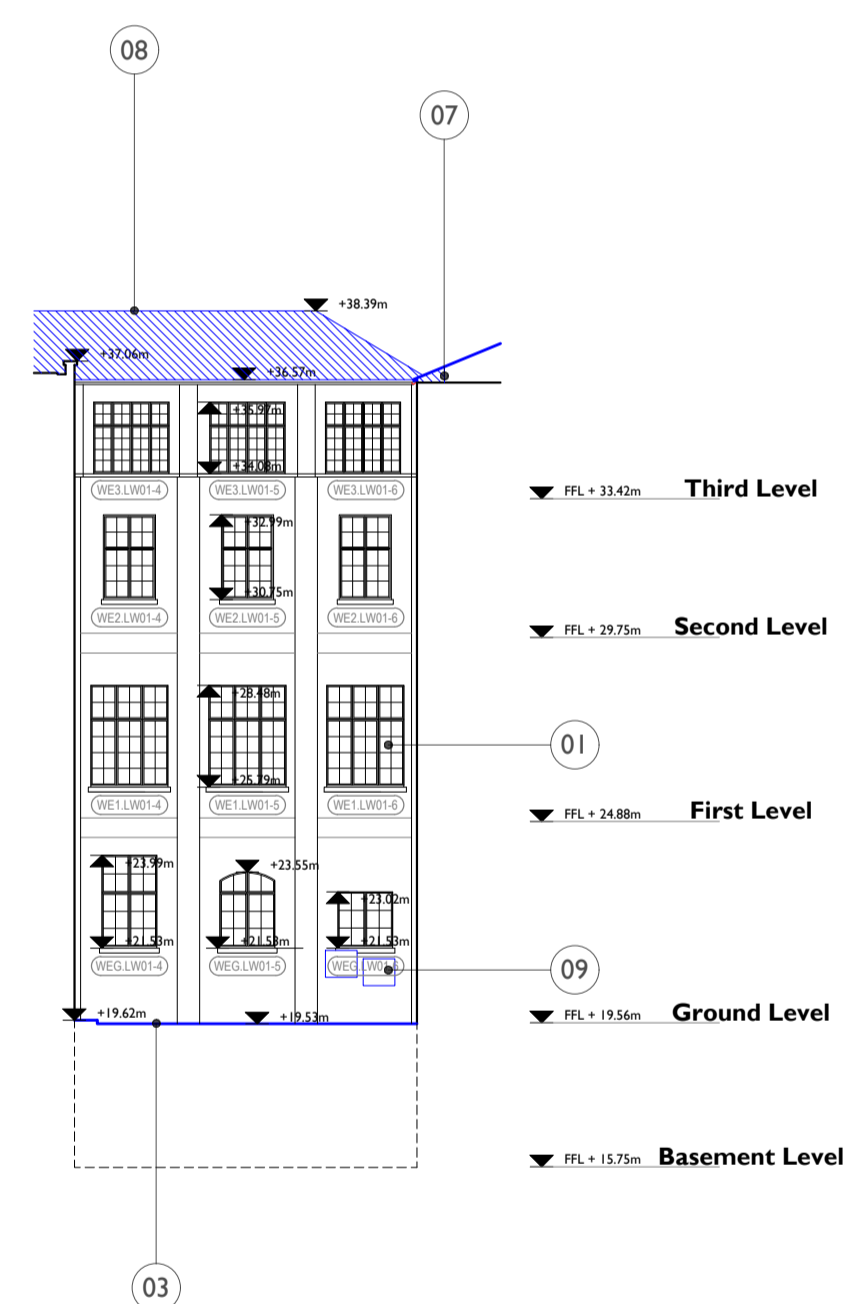 08
07
+38.39m
+37.06m
+36.57m
+35.97m
+34.08m
WE3.LW01-4 WE3.LW01-5 WE3.LW01-6
FFL + 33.42m Third Level
+32.99m
+30.75m
WE2.LW01-4 WE2.LW01-5 WE2.LW01-6
FFL + 29.75m Second Level
+28.48m
01
+25.79m
WE1.LW01-4 WE1.LW01-5 WE1.LW01-6
FFL + 24.88m First Level
+23.99m +23.55m
+23.02m
+21.53m +21.53m +21.53m
WEG.LW01-4 WEG.LW01-5 WEG.LW01-6
09
+19.62m +19.53m
FFL + 19.56m Ground Level
FFL + 15.75m Basement Level
03